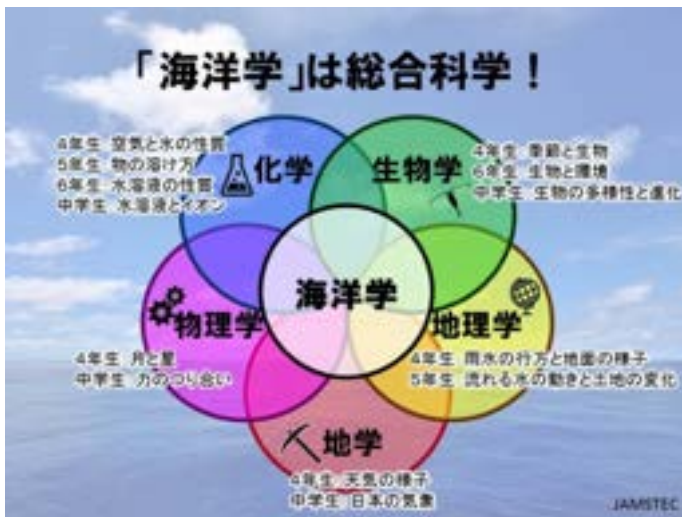 「海洋学」は総合科学！
4年生：空気と水の性質
5年生：物の溶け方
6年生：水溶液の性質
中学生：水溶液とイオン
化学
生物学
4年生：季節と生物
6年生：生物と環境
中学生：生物の多様性と進化
海洋学
物理学
4年生：月と星
中学生：力のつり合い
地理学
4年生：雨水の行方と地面の様子
5年生：流れる水の動きと土地の変化
地学
4年生：天気の様子
中学生：日本の気象
JAMSTEC